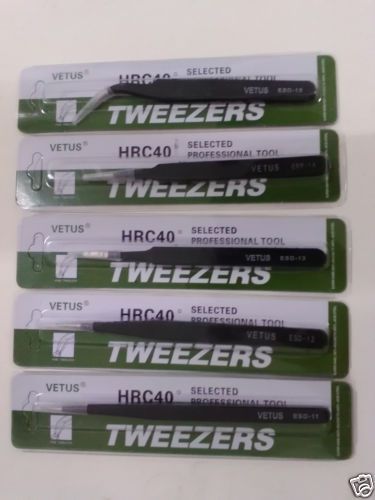 VETUS®
HRC40° SELECTED
PROFESSIONAL TOOL
VETUS ESD-15
TWEEZERS
VETUS®
HRC40° SELECTED
PROFESSIONAL TOOL
VETUS ESD-14
TWEEZERS
VETUS®
HRC40° SELECTED
PROFESSIONAL TOOL
VETUS ESD-13
TWEEZERS
VETUS®
HRC40° SELECTED
PROFESSIONAL TOOL
VETUS ESD-12
TWEEZERS
VETUS®
HRC40° SELECTED
PROFESSIONAL TOOL
VETUS ESD-11
TWEEZERS